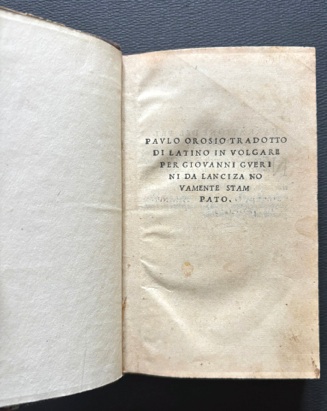 PAVLO OROSIO TRADOTTO
DI LATINO IN VOLGARE
PER GIOVANNI GVERI
NI DA LANCIZA NO
VAMENTE STAM
PATO.